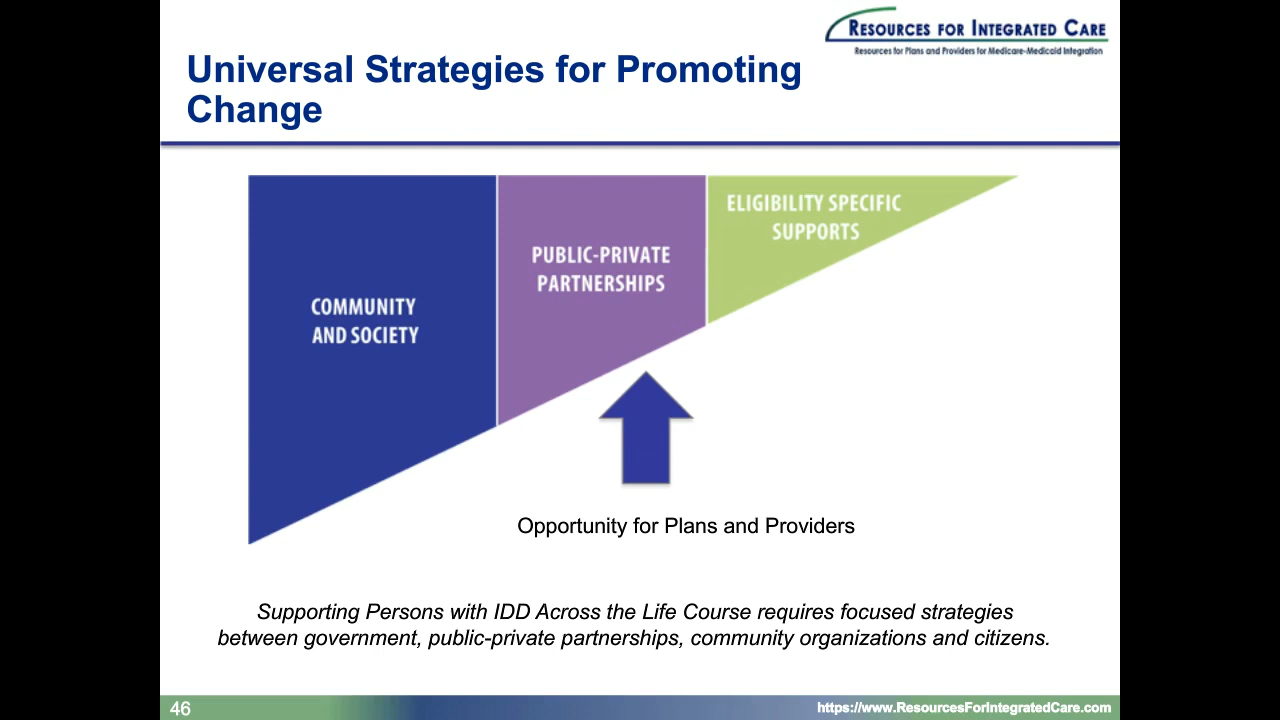 RESOURCES FOR INTEGRATED CARE
Resources for Plans and Providers for Medicare-Medicaid Integration
Universal Strategies for Promoting
Change
ELIGIBILITY SPECIFIC
SUPPORTS
PUBLIC-PRIVATE
PARTNERSHIPS
COMMUNITY
AND SOCIETY
Opportunity for Plans and Providers
Supporting Persons with IDD Across the Life Course requires focused strategies
between government, public-private partnerships, community organizations and citizens.
46
https://www.ResourcesForIntegratedCare.com